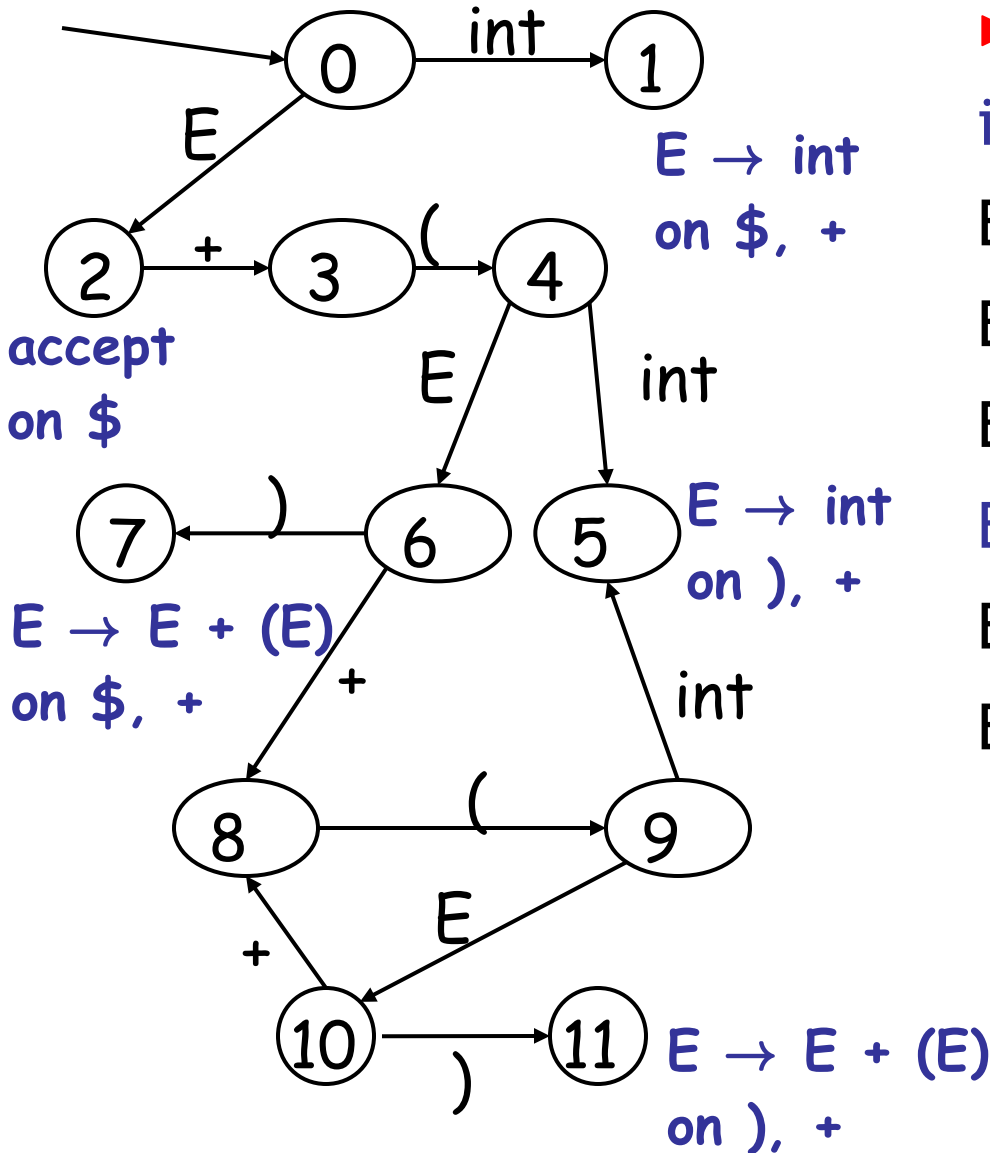 0
int
1
E
E → int
on $, +
2
+
3
(
4
accept
on $
E
int
7
)
6
5
E → int
on ), +
E → E + (E)
on $, +
+
int
8
(
9
E
+
10
)
11
E → E + (E)
on ), +